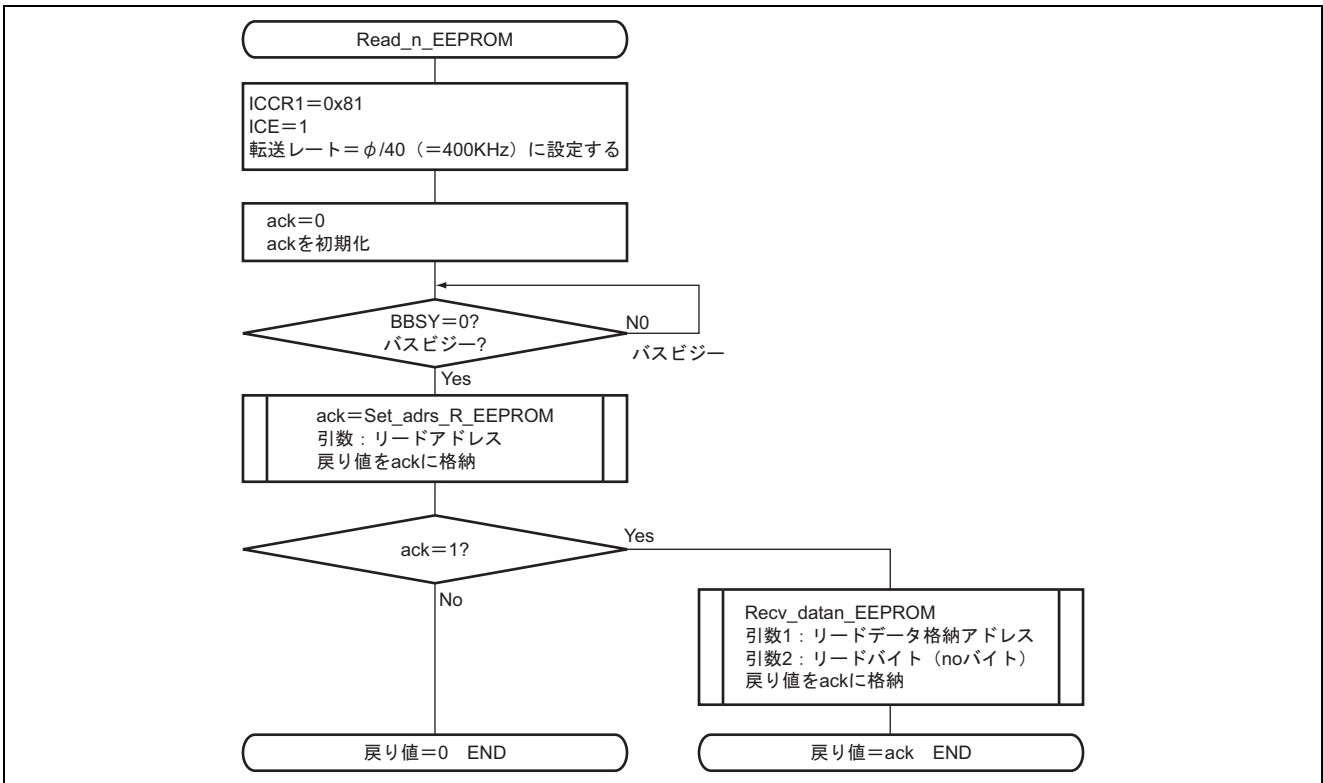 Read_n_EEPROM
ICCR1＝0x81
ICE＝1
転送レート＝φ/40（＝400KHz）に設定する
ack＝0
ackを初期化
BBSY＝0?
バスビジー?
N0
バスビジー
Yes
ack＝Set_adrs_R_EEPROM
引数：リードアドレス
戻り値をackに格納
ack＝1?
Yes
No
Recv_datan_EEPROM
引数1：リードデータ格納アドレス
引数2：リードバイト（noバイト）
戻り値をackに格納
戻り値＝0　END
戻り値＝ack　END